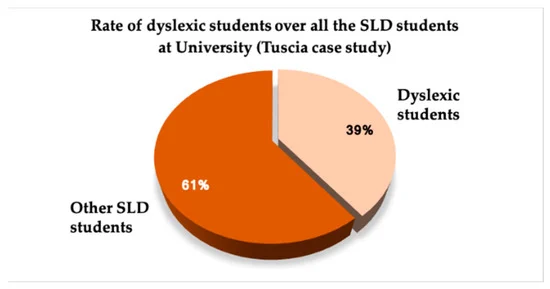 Rate of dyslexic students over all the SLD students
at University (Tuscia case study)
Dyslexic
students
39%
61%
Other SLD
students